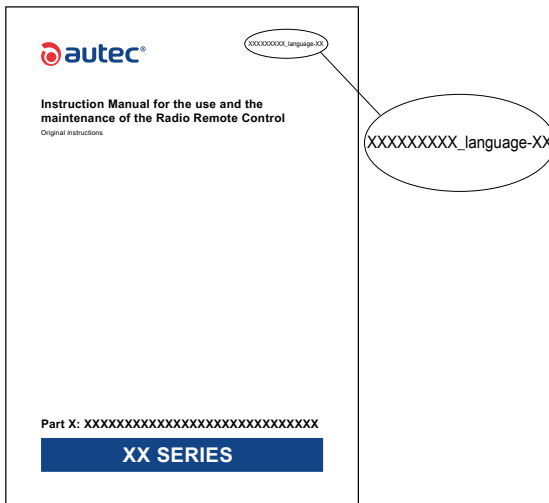 autec®
XXXXXXXXX_language-XX
Instruction Manual for the use and the
maintenance of the Radio Remote Control
Original instructions
XXXXXXXXX_language-XX
Part X: XXXXXXXXXXXXXXXXXXXXXXXXXXXXX
XX SERIES